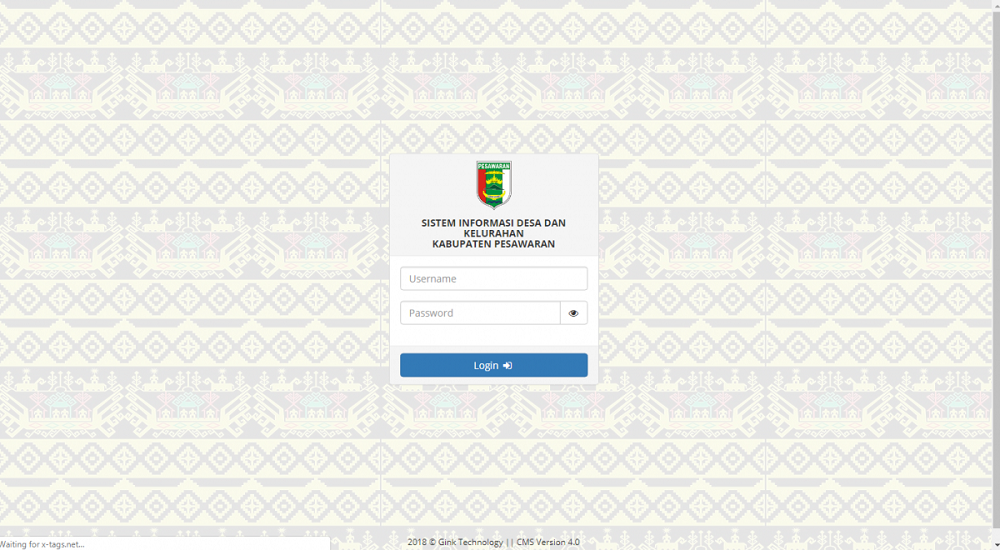 PESAWARAN
SISTEM INFORMASI DESA DAN
KELURAHAN
KABUPATEN PESAWARAN
Username
Password
Login
Waiting for x-tags.net...
2018 © Gink Technology || CMS Version 4.0